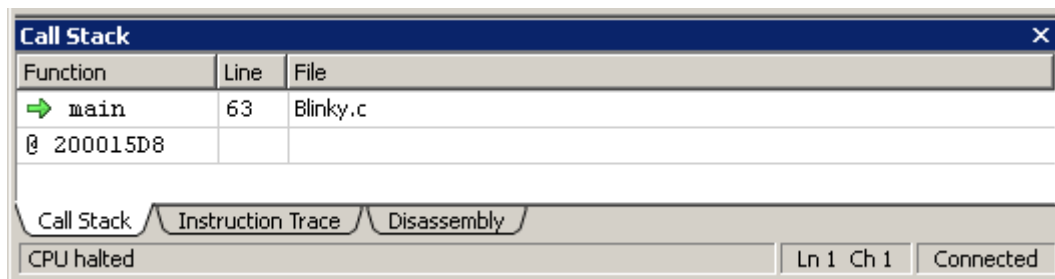 Call Stack
Function Line File
main 63 Blinky.c
@ 200015D8
Call Stack Instruction Trace Disassembly
CPU halted Ln 1 Ch 1 Connected